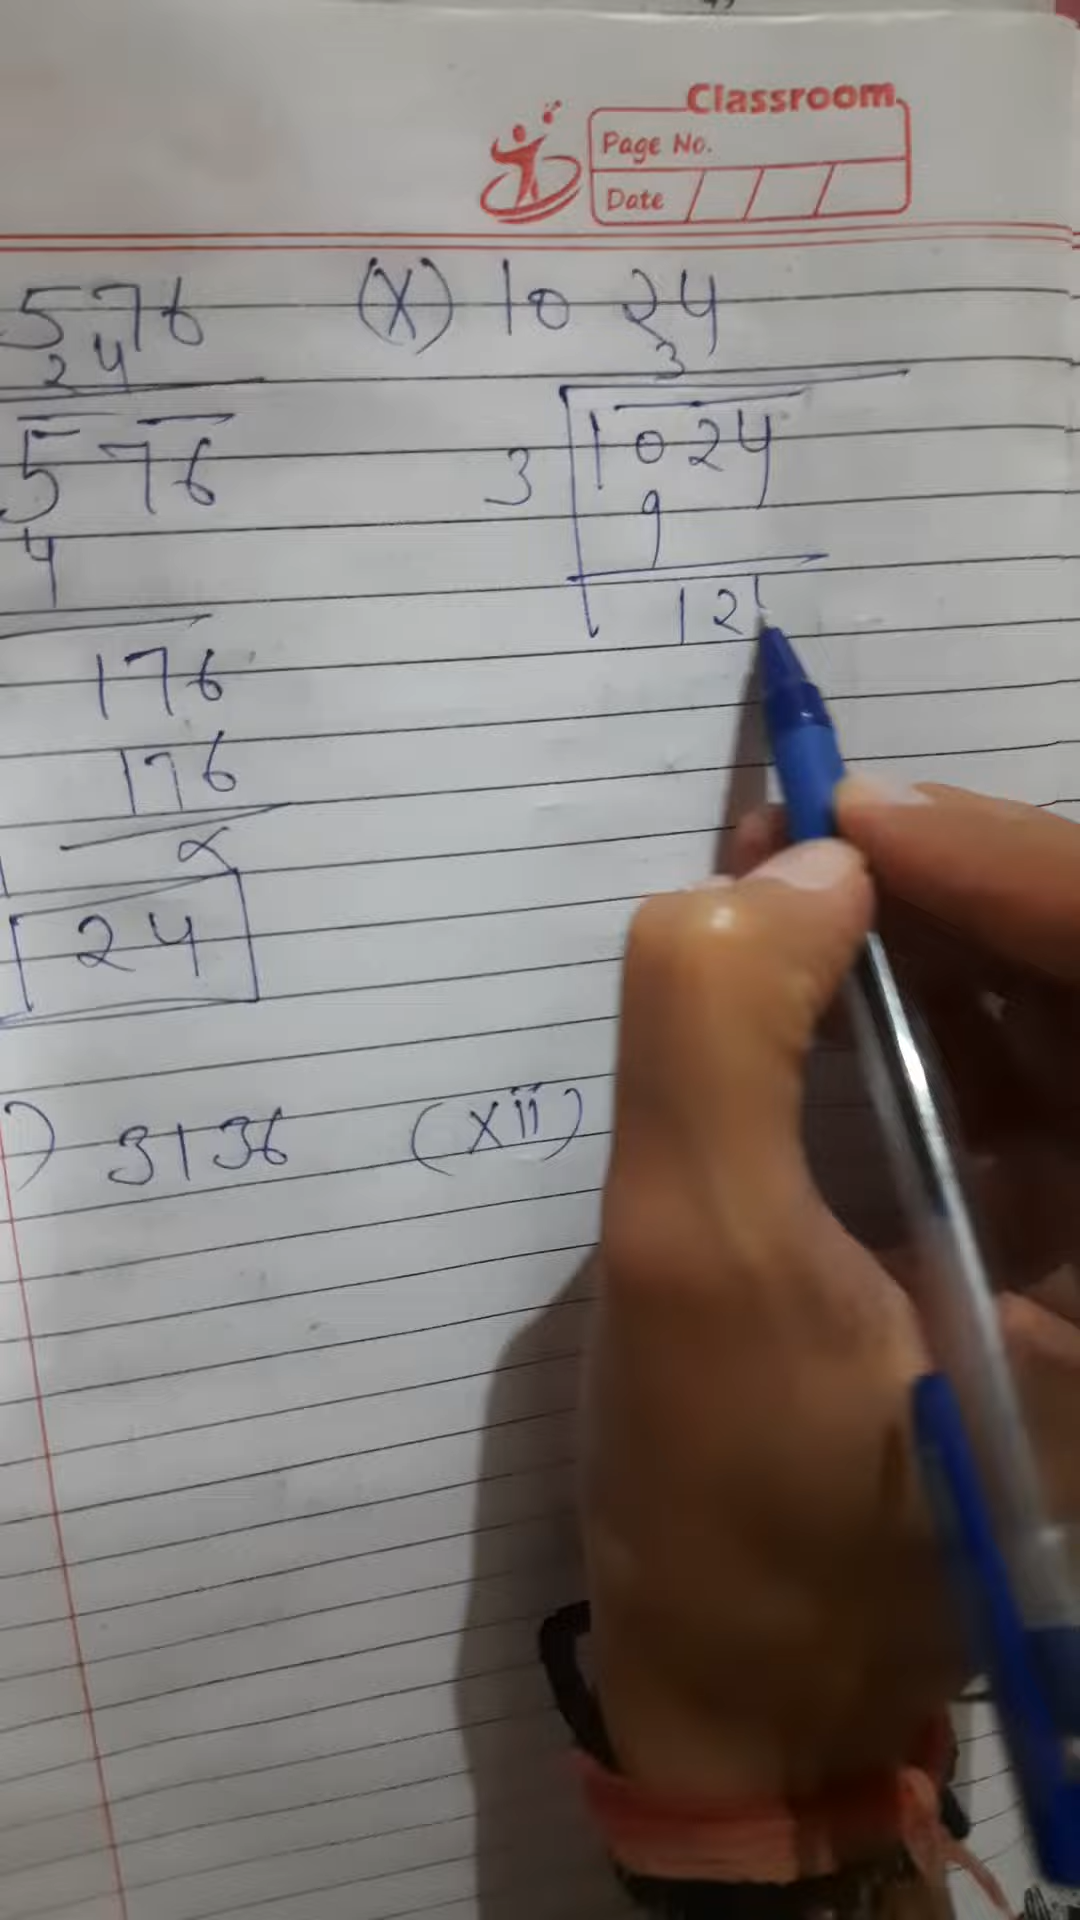 Classroom
Page No.
Date
576
24
576
4
176
176
24
(X) 1024
3
3 1024
9
12
) 3136
(xii)